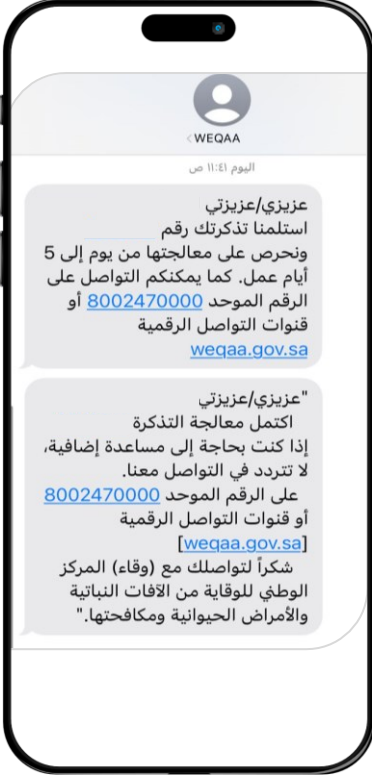 WEQAA
اليوم ١١:٤١ ص
عزيزي/عزيزتي
استلمنا تذكرتك رقم
ونحرص على معالجتها من يوم إلى 5
أيام عمل. كما يمكنكم التواصل على
الرقم الموحد 8002470000 أو
قنوات التواصل الرقمية
weqaa.gov.sa
"عزيزي/عزيزتي
اكتمل معالجة التذكرة
إذا كنت بحاجة إلى مساعدة إضافية،
لا تتردد في التواصل معنا.
على الرقم الموحد 8002470000
أو قنوات التواصل الرقمية
[weqaa.gov.sa]
شكراً لتواصلك مع (وقاء) المركز
الوطني للوقاية من الآفات النباتية
والأمراض الحيوانية ومكافحتها."